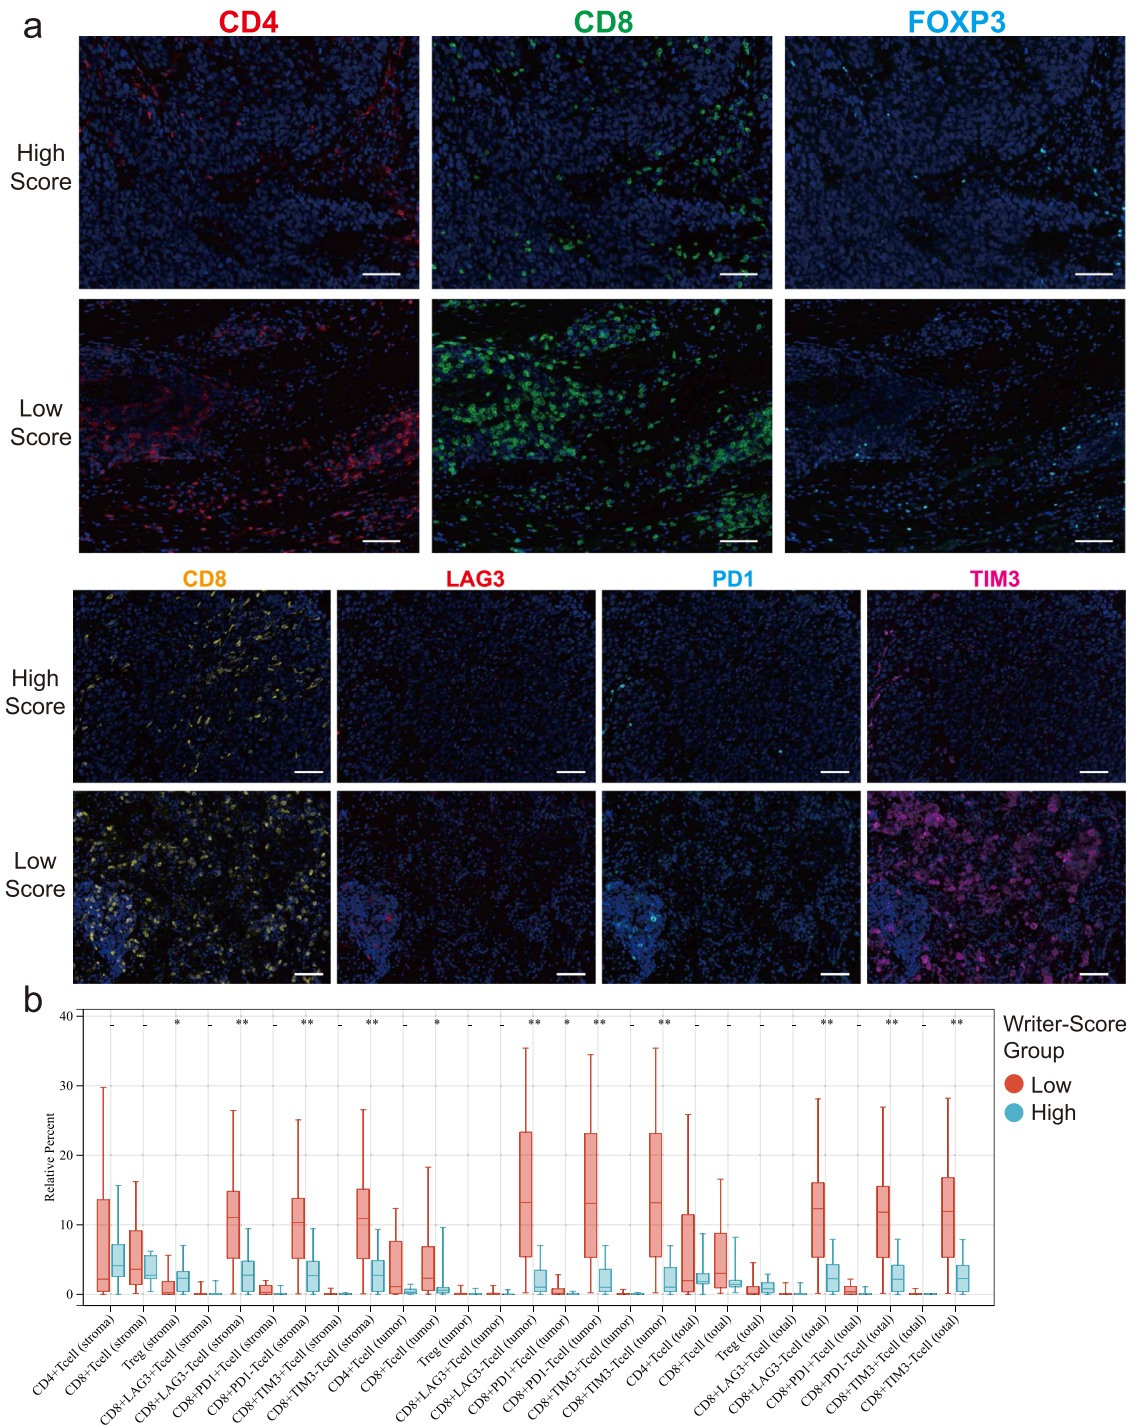 a
CD4 CD8 FOXP3
High
Score
Low
Score
CD8 LAG3 PD1 TIM3
High
Score
Low
Score
b
40
30
20
10
0
Relative Percent
- - * - ** - ** - ** - * - - ** * ** - ** - - - - ** - ** - **
Writer-Score
Group
Low
High
CD4+Tcell (stroma)
CD8+Tcell (stroma)
Treg (stroma)
CD8+LAG3+Tcell (stroma)
CD8+LAG3-Tcell (stroma)
CD8+PD1+Tcell (stroma)
CD8+PD1-Tcell (stroma)
CD8+TIM3+Tcell (stroma)
CD8+TIM3-Tcell (stroma)
CD4+Tcell (tumor)
CD8+Tcell (tumor)
Treg (tumor)
CD8+LAG3+Tcell (tumor)
CD8+LAG3-Tcell (tumor)
CD8+PD1+Tcell (tumor)
CD8+PD1-Tcell (tumor)
CD8+TIM3+Tcell (tumor)
CD8+TIM3-Tcell (tumor)
CD4+Tcell (total)
CD8+Tcell (total)
Treg (total)
CD8+LAG3+Tcell (total)
CD8+LAG3-Tcell (total)
CD8+PD1+Tcell (total)
CD8+PD1-Tcell (total)
CD8+TIM3+Tcell (total)
CD8+TIM3-Tcell (total)